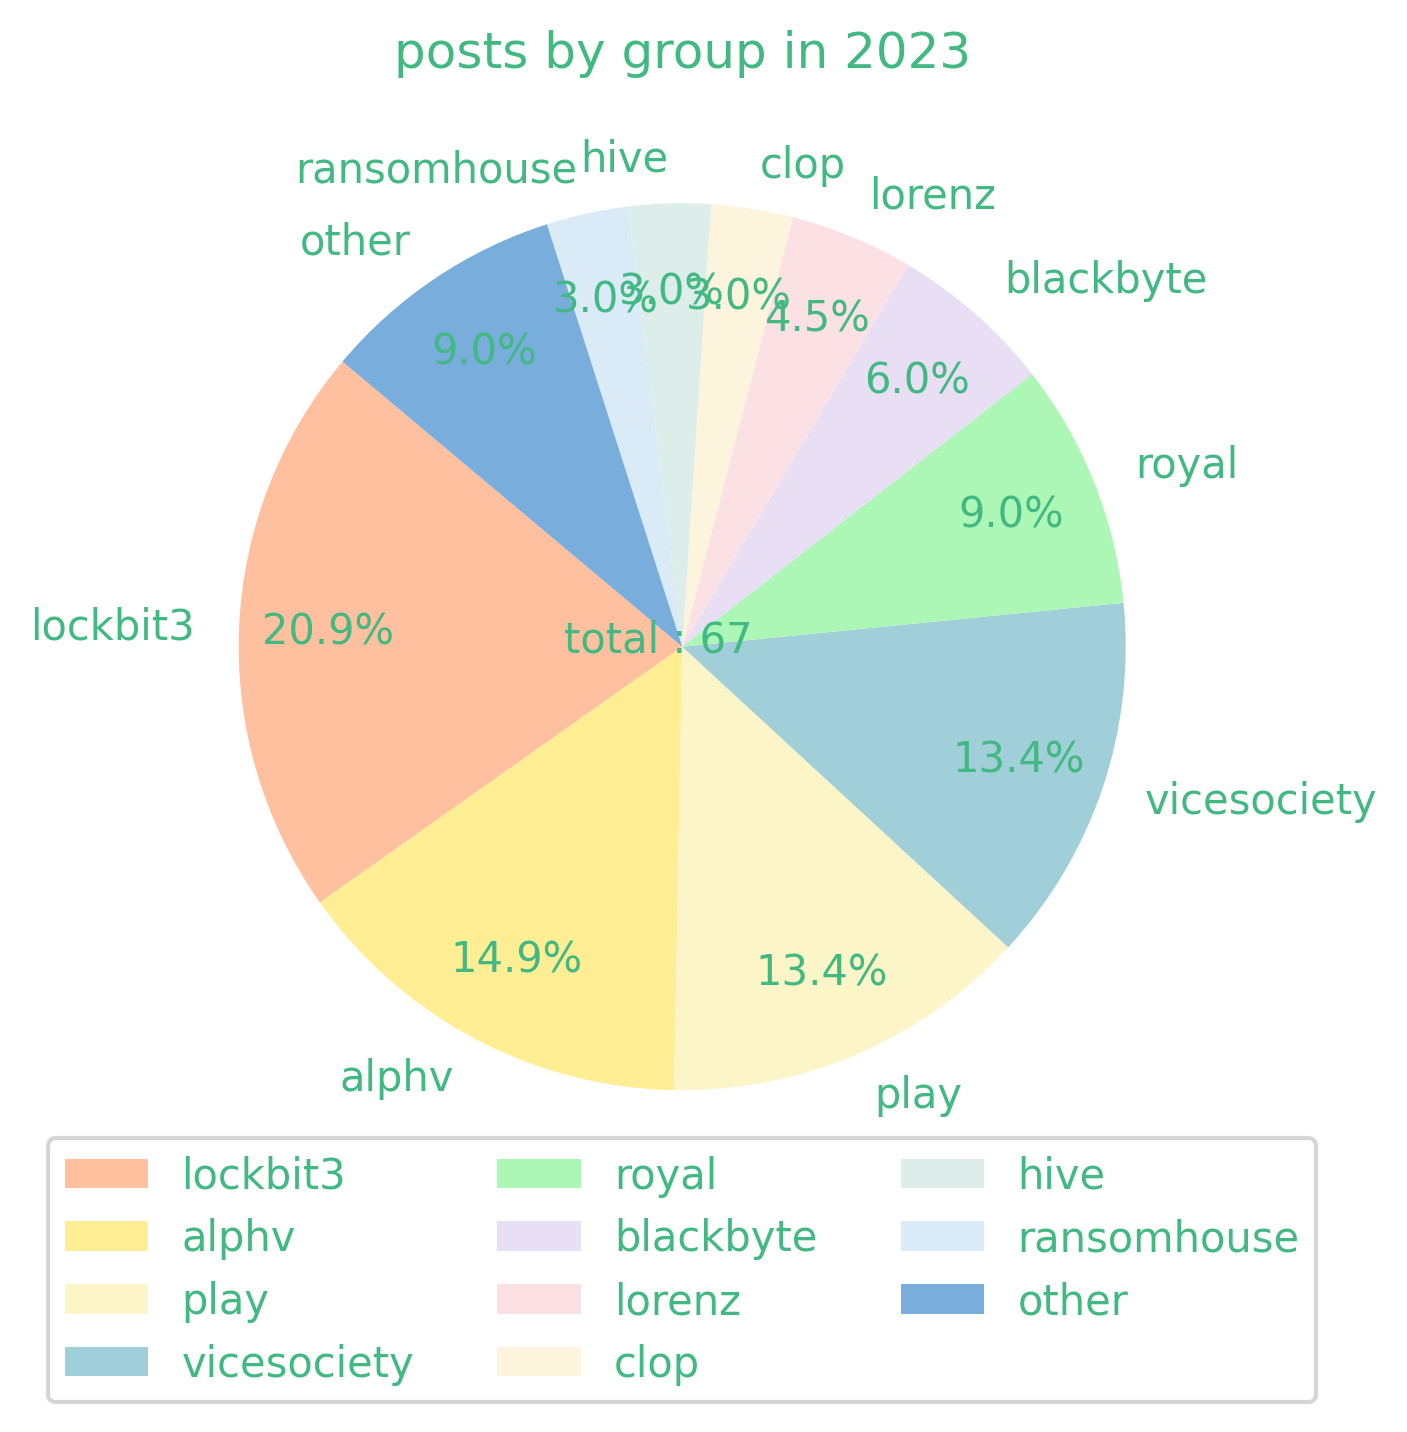 posts by group in 2023
hive
clop
ransomhouse
lorenz
other
blackbyte
3.0%
3.0%
3.0%
4.5%
9.0%
6.0%
royal
9.0%
lockbit3
20.9%
total : 67
13.4%
vicesociety
14.9%
13.4%
alphv
play
lockbit3
alphv
play
vicesociety
royal
blackbyte
lorenz
clop
hive
ransomhouse
other